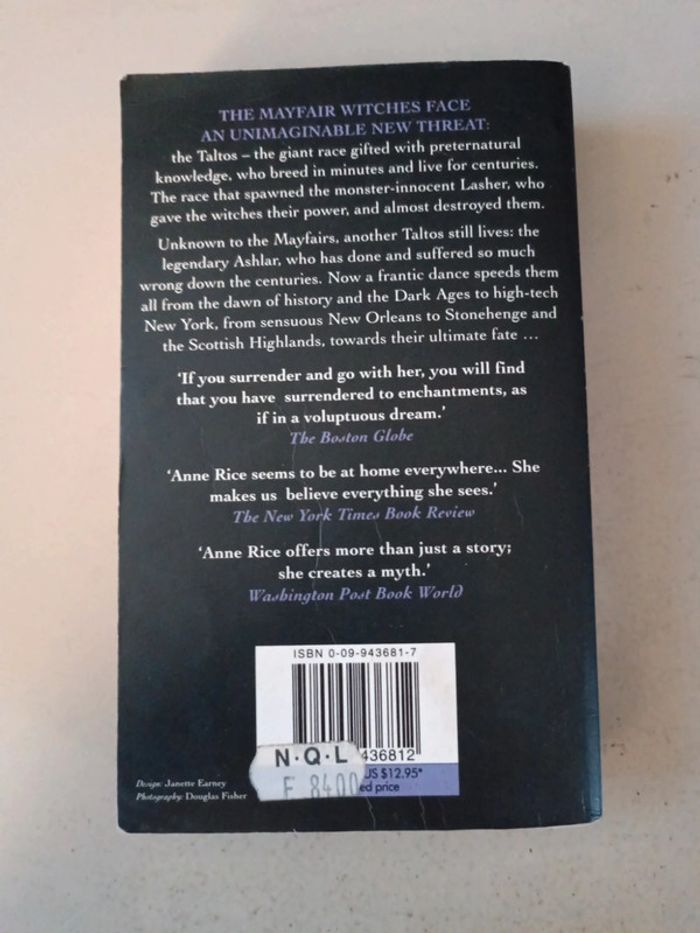 THE MAYFAIR WITCHES FACE
AN UNIMAGINABLE NEW THREAT:
the Taltos – the giant race gifted with preternatural
knowledge, who breed in minutes and live for centuries.
The race that spawned the monster-innocent Lasher, who
gave the witches their power, and almost destroyed them.
Unknown to the Mayfairs, another Taltos still lives: the
legendary Ashlar, who has done and suffered so much
wrong down the centuries. Now a frantic dance speeds them
all from the dawn of history and the Dark Ages to high-tech
New York, from sensuous New Orleans to Stonehenge and
the Scottish Highlands, towards their ultimate fate ...
‘If you surrender and go with her, you will find
that you have surrendered to enchantments, as
if in a voluptuous dream.’
The Boston Globe
‘Anne Rice seems to be at home everywhere... She
makes us believe everything she sees.’
The New York Times Book Review
‘Anne Rice offers more than just a story;
she creates a myth.’
Washington Post Book World
ISBN 0-09-943681-7
436812
N·Q·L
US $12.95*
F 8400
price
Design: Janette Earney
Photography: Douglas Fisher